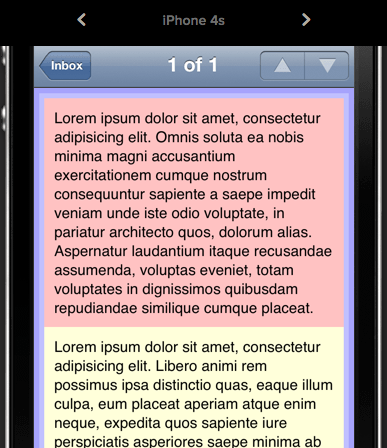 iPhone 4s
Inbox
1 of 1
Lorem ipsum dolor sit amet, consectetur
adipisicing elit. Omnis soluta ea nobis
minima magni accusantium
exercitationem cumque nostrum
consequuntur sapiente a saepe impedit
veniam unde iste odio voluptate, in
pariatur architecto quos, dolorum alias.
Aspernatur laudantium itaque recusandae
assumenda, voluptas eveniet, totam
voluptates in dignissimos quibusdam
repudiandae similique cumque placeat.
Lorem ipsum dolor sit amet, consectetur
adipisicing elit. Libero animi rem
possimus ipsa distinctio quas, eaque illum
culpa, eum placeat aperiam atque enim
neque, expedita quos sapiente iure
perspiciatis asperiores saepe minima ab